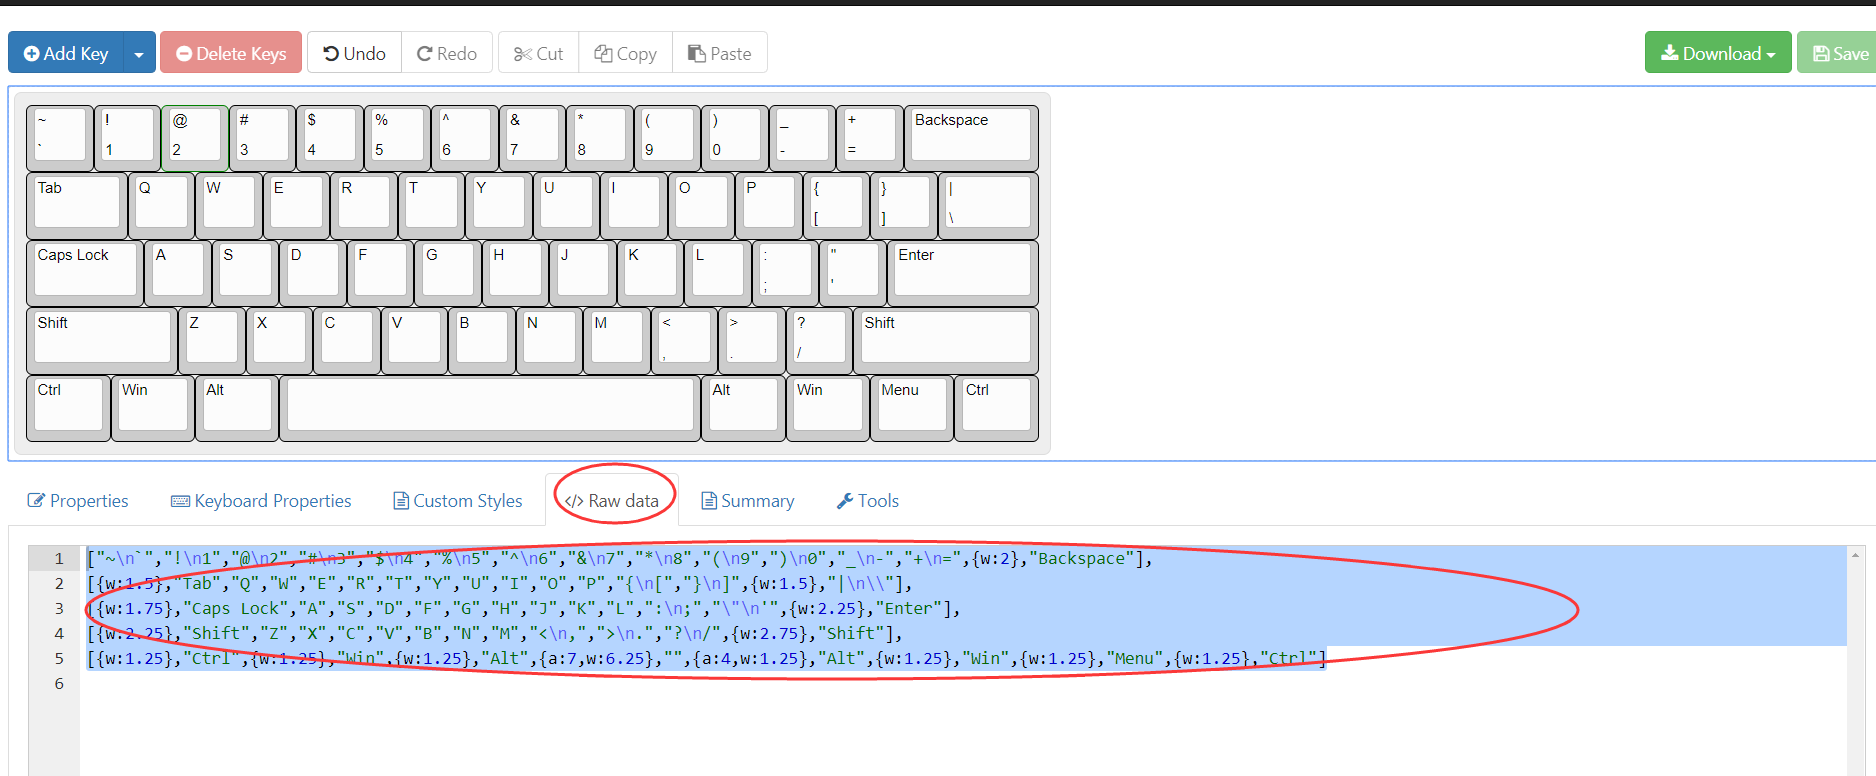 Add Key Delete Keys Undo Redo Cut Copy Paste Download Save
~ ! @ # $ % ^ & * ( ) _ + Backspace
` 1 2 3 4 5 6 7 8 9 0 - =
Tab Q W E R T Y U I O P { } |
[ ] \
Caps Lock A S D F G H J K L : " Enter
; '
Shift Z X C V B N M < > ? Shift
, . /
Ctrl Win Alt Alt Win Menu Ctrl
Properties Keyboard Properties Custom Styles </> Raw data Summary Tools
1 ["~\n`","!\n1","@\n2","#\n3","$\n4","%\n5","^\n6","&\n7","*\n8","(\n9",")\n0","_\n-","+\n=",{w:2},"Backspace"],
2 [{w:1.5},"Tab","Q","W","E","R","T","Y","U","I","O","P","{\n[","}\n]",{w:1.5},"|\n\\"],
3 [{w:1.75},"Caps Lock","A","S","D","F","G","H","J","K","L",":\n;","\"\n'",{w:2.25},"Enter"],
4 [{w:2.25},"Shift","Z","X","C","V","B","N","M","<\n,",">\n.","?\n/",{w:2.75},"Shift"],
5 [{w:1.25},"Ctrl",{w:1.25},"Win",{w:1.25},"Alt",{a:7,w:6.25},"",{a:4,w:1.25},"Alt",{w:1.25},"Win",{w:1.25},"Menu",{w:1.25},"Ctrl"]
6